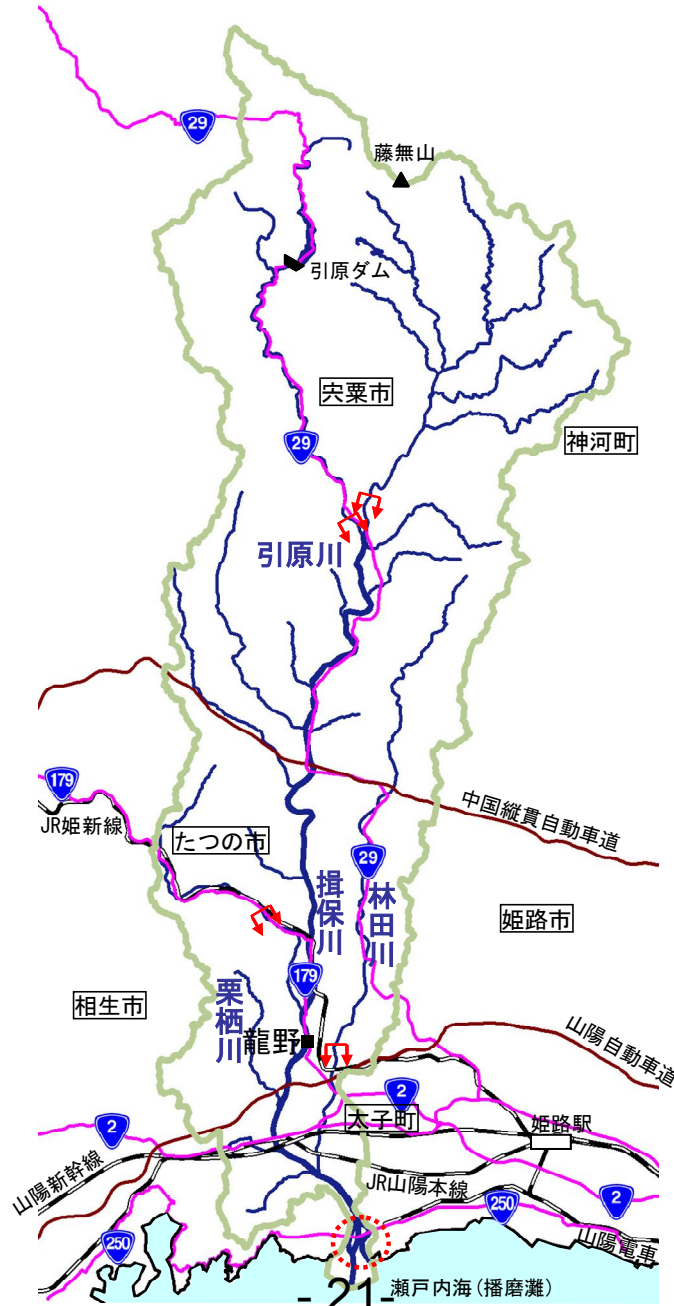 29
藤無山
引原ダム
宍粟市
29
神河町
引原川
179
JR姫新線
中国縦貫自動車道
たつの市
29
揖保川
林田川
姫路市
179
栗栖川
相生市
龍野
山陽自動車道
2
2
太子町
姫路駅
山陽新幹線
JR山陽本線
250
2
250
山陽電車
瀬戸内海(播磨灘)
- 21-